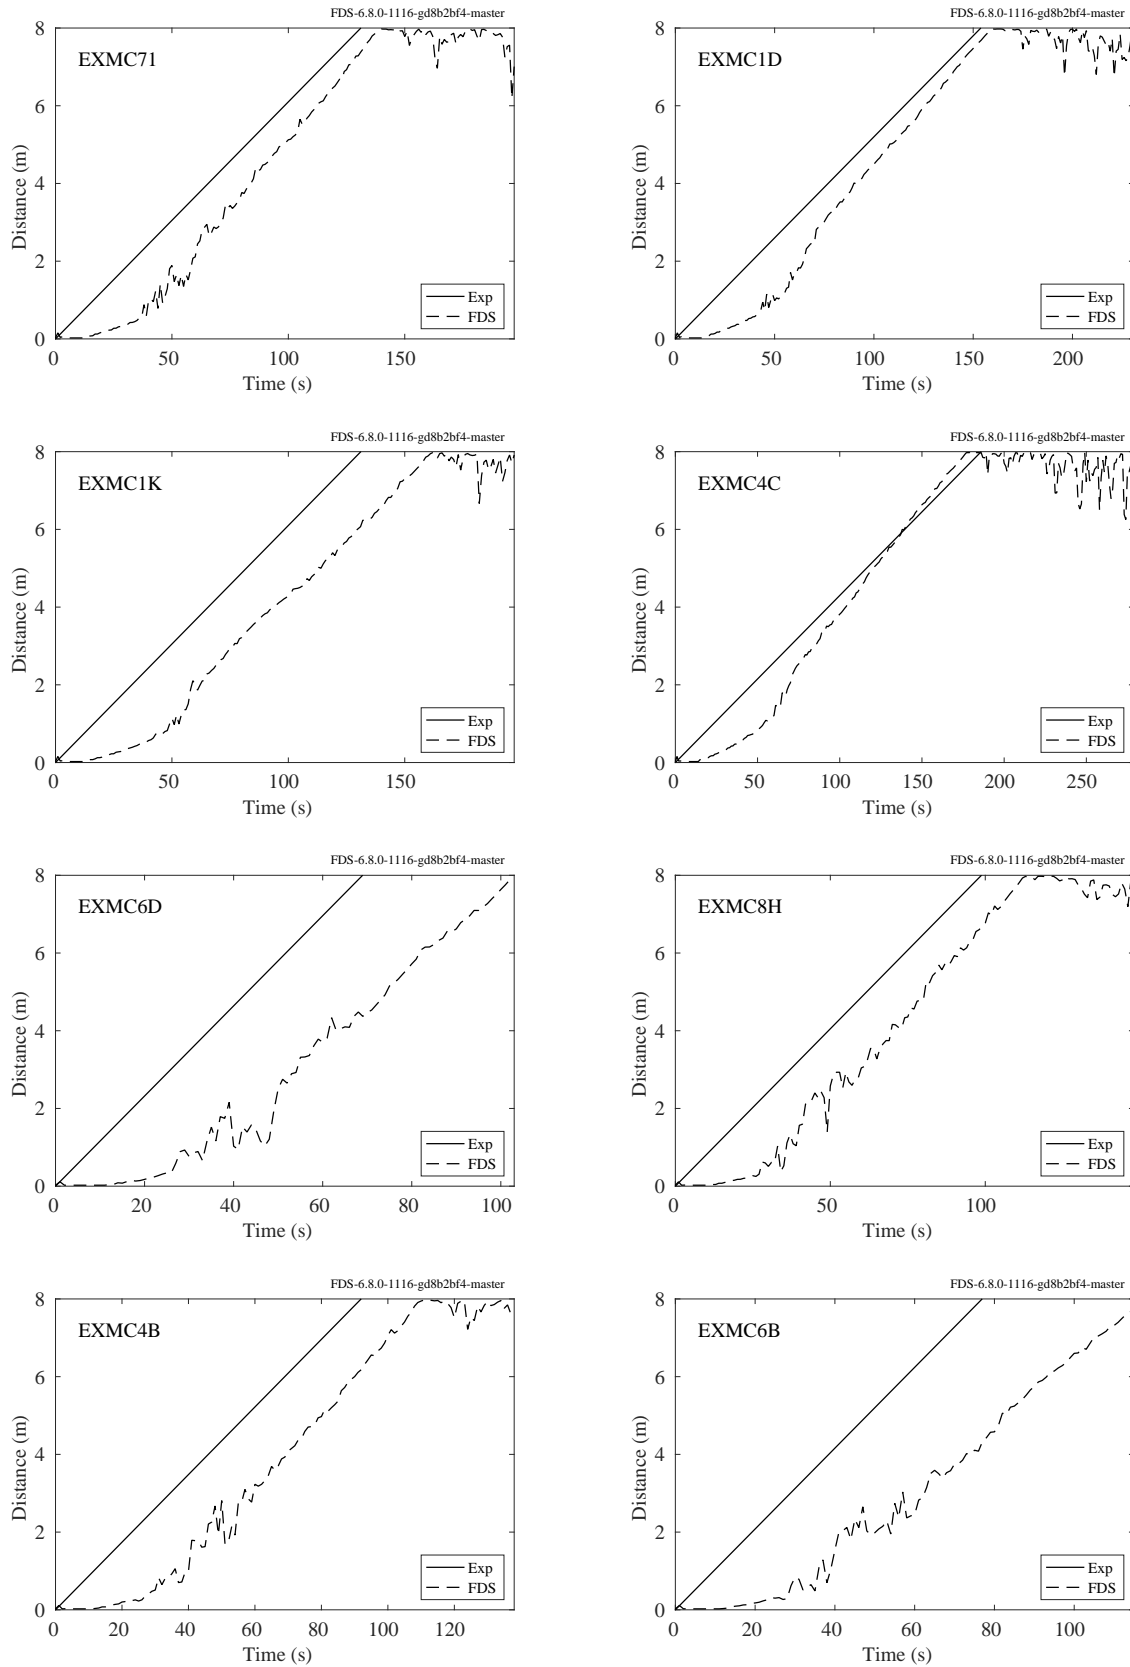 FDS-6.8.0-1116-gd8b2bf4-master
EXMC71
Distance (m)
8
6
4
2
0
0 50 100 150
Time (s)
Exp
FDS
FDS-6.8.0-1116-gd8b2bf4-master
EXMC1D
Distance (m)
8
6
4
2
0
0 50 100 150 200
Time (s)
Exp
FDS
FDS-6.8.0-1116-gd8b2bf4-master
EXMC1K
Distance (m)
8
6
4
2
0
0 50 100 150
Time (s)
Exp
FDS
FDS-6.8.0-1116-gd8b2bf4-master
EXMC4C
Distance (m)
8
6
4
2
0
0 50 100 150 200 250
Time (s)
Exp
FDS
FDS-6.8.0-1116-gd8b2bf4-master
EXMC6D
Distance (m)
8
6
4
2
0
0 20 40 60 80 100
Time (s)
Exp
FDS
FDS-6.8.0-1116-gd8b2bf4-master
EXMC8H
Distance (m)
8
6
4
2
0
0 50 100
Time (s)
Exp
FDS
FDS-6.8.0-1116-gd8b2bf4-master
EXMC4B
Distance (m)
8
6
4
2
0
0 20 40 60 80 100 120
Time (s)
Exp
FDS
FDS-6.8.0-1116-gd8b2bf4-master
EXMC6B
Distance (m)
8
6
4
2
0
0 20 40 60 80 100
Time (s)
Exp
FDS